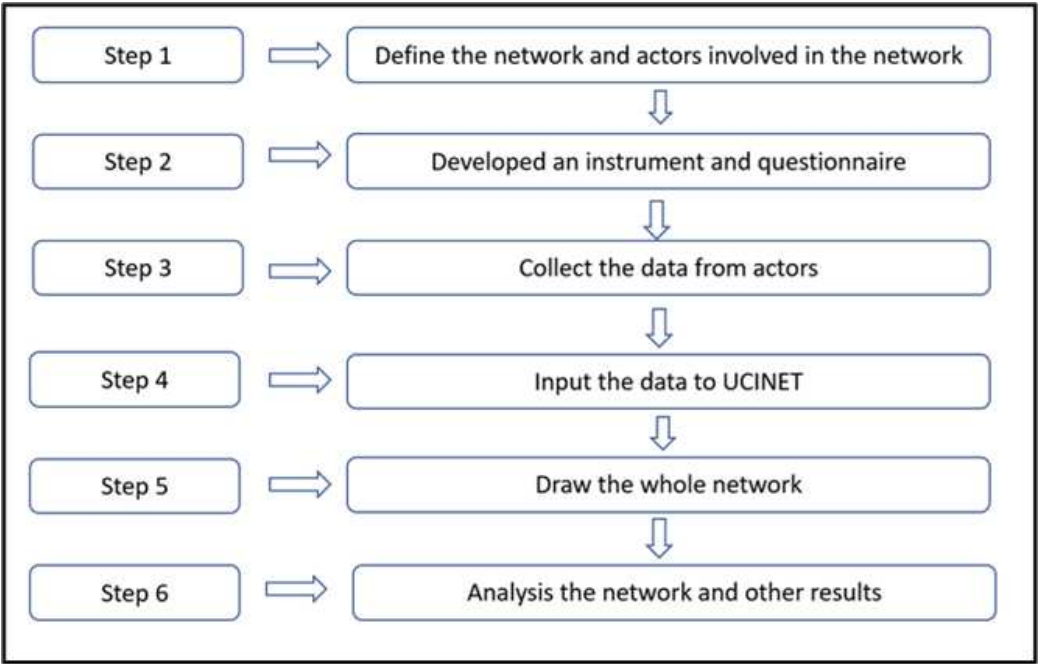 Step 1
Define the network and actors involved in the network
Step 2
Developed an instrument and questionnaire
Step 3
Collect the data from actors
Step 4
Input the data to UCINET
Step 5
Draw the whole network
Step 6
Analysis the network and other results